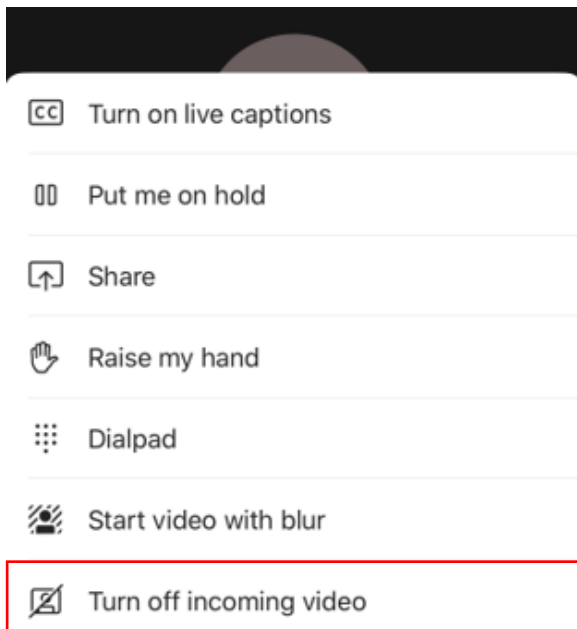 CC Turn on live captions
Put me on hold
Share
Raise my hand
Dialpad
Start video with blur
Turn off incoming video